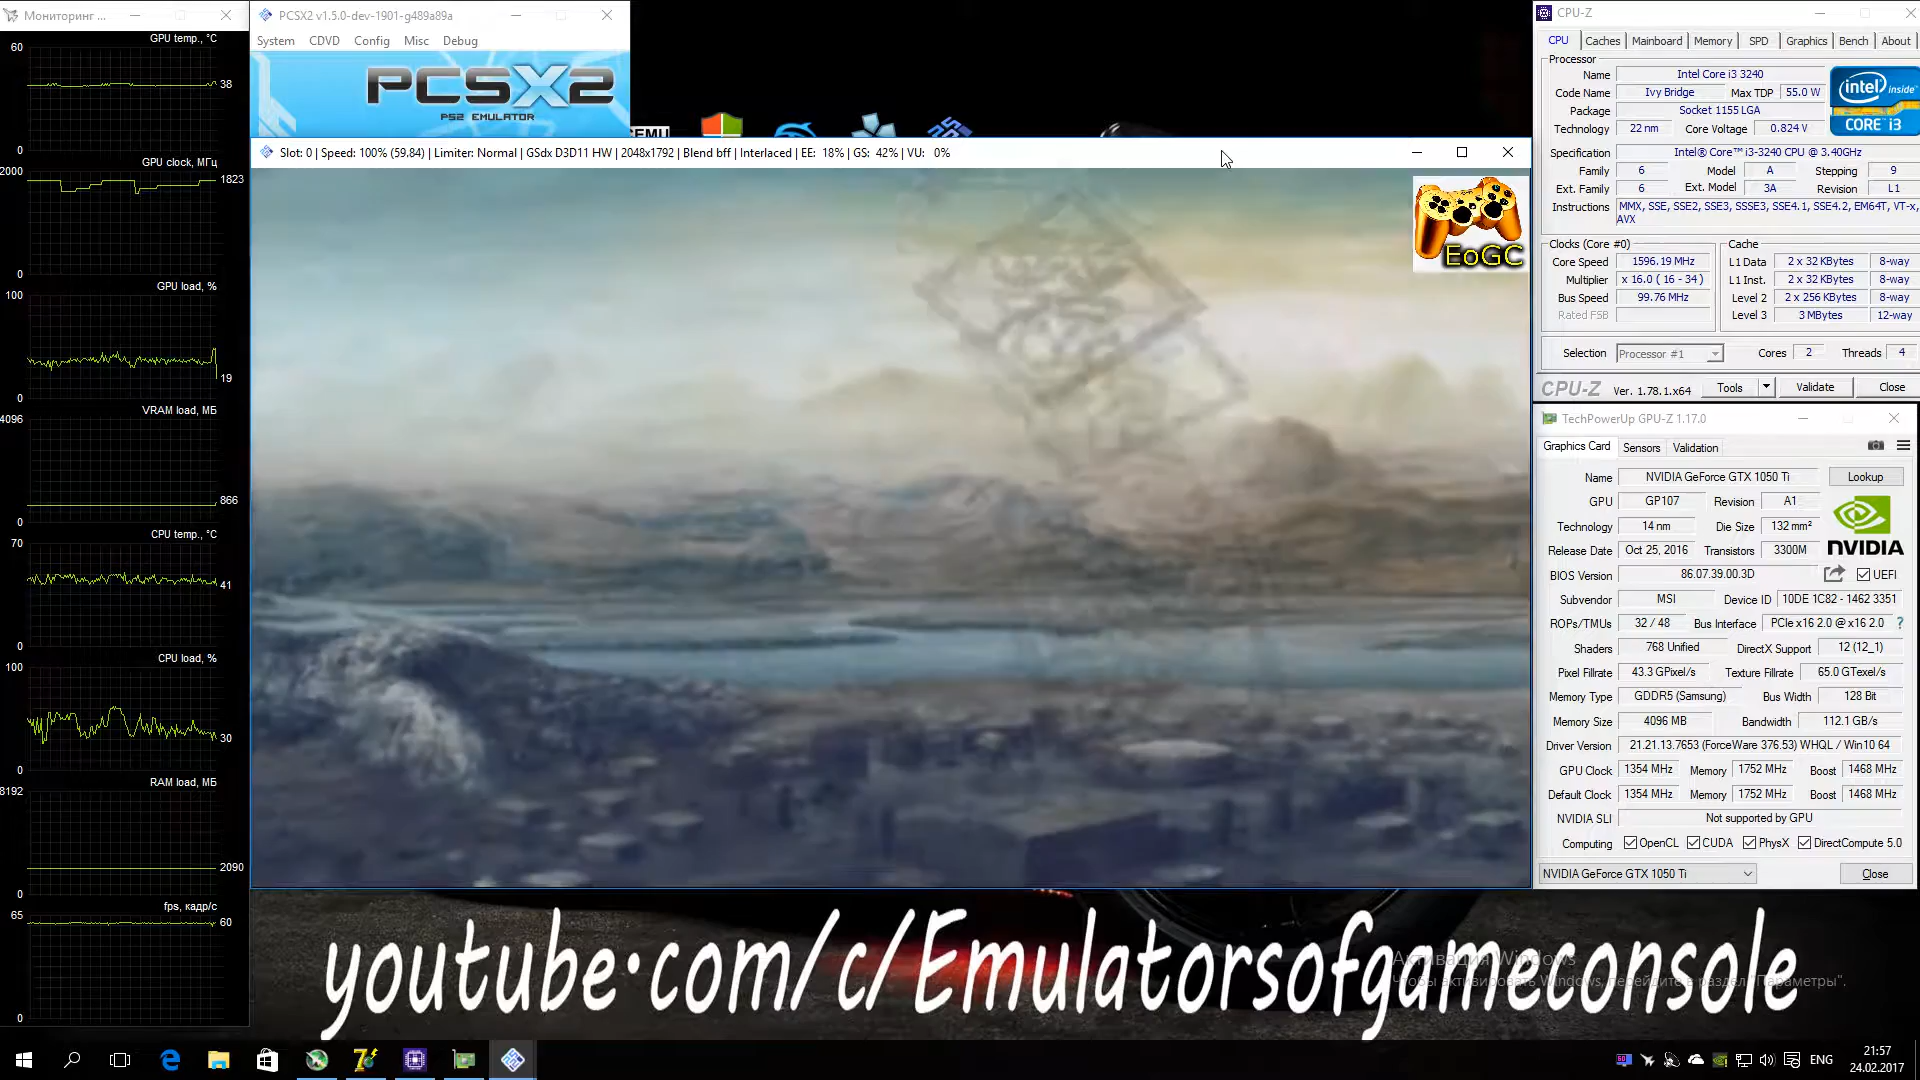 Мониторинг ...
GPU temp., °C
60
38
0
GPU clock, МГц
2000
1823
0
GPU load, %
100
19
0
VRAM load, МБ
4096
866
0
CPU temp., °C
70
41
0
CPU load, %
100
30
0
RAM load, МБ
8192
2090
0
fps, кадр/с
65
60
0
PCSX2 v1.5.0-dev-1901-g489a89a
System CDVD Config Misc Debug
PCSX2
PS2 EMULATOR
CEMU
Slot: 0 | Speed: 100% (59,84) | Limiter: Normal | GSdx D3D11 HW | 2048x1792 | Blend bff | Interlaced | EE: 18% | GS: 42% | VU: 0%
EoGC
CPU-Z
CPU Caches Mainboard Memory SPD Graphics Bench About
Processor
Name Intel Core i3 3240
Code Name Ivy Bridge Max TDP 55.0 W
Package Socket 1155 LGA
Technology 22 nm Core Voltage 0.824 V
intel inside™
CORE i3
Specification Intel® Core™ i3-3240 CPU @ 3.40GHz
Family 6 Model A Stepping 9
Ext. Family 6 Ext. Model 3A Revision L1
Instructions MMX, SSE, SSE2, SSE3, SSSE3, SSE4.1, SSE4.2, EM64T, VT-x,
AVX
Clocks (Core #0) Cache
Core Speed 1596.19 MHz L1 Data 2 x 32 KBytes 8-way
Multiplier x 16.0 ( 16 - 34 ) L1 Inst. 2 x 32 KBytes 8-way
Bus Speed 99.76 MHz Level 2 2 x 256 KBytes 8-way
Rated FSB Level 3 3 MBytes 12-way
Selection Processor #1 Cores 2 Threads 4
CPU-Z Ver. 1.78.1.x64 Tools Validate Close
TechPowerUp GPU-Z 1.17.0
Graphics Card Sensors Validation
Name NVIDIA GeForce GTX 1050 Ti Lookup
GPU GP107 Revision A1
Technology 14 nm Die Size 132 mm²
Release Date Oct 25, 2016 Transistors 3300M
NVIDIA
BIOS Version 86.07.39.00.3D UEFI
Subvendor MSI Device ID 10DE 1C82 - 1462 3351
ROPs/TMUs 32 / 48 Bus Interface PCIe x16 2.0 @ x16 2.0 ?
Shaders 768 Unified DirectX Support 12 (12_1)
Pixel Fillrate 43.3 GPixel/s Texture Fillrate 65.0 GTexel/s
Memory Type GDDR5 (Samsung) Bus Width 128 Bit
Memory Size 4096 MB Bandwidth 112.1 GB/s
Driver Version 21.21.13.7653 (ForceWare 376.53) WHQL / Win10 64
GPU Clock 1354 MHz Memory 1752 MHz Boost 1468 MHz
Default Clock 1354 MHz Memory 1752 MHz Boost 1468 MHz
NVIDIA SLI Not supported by GPU
Computing OpenCL CUDA PhysX DirectCompute 5.0
NVIDIA GeForce GTX 1050 Ti Close
youtube.com/c/Emulatorsofgameconsole
Активация Windows
Чтобы активировать Windows, перейдите в раздел "Параметры".
ENG
21:57
24.02.2017